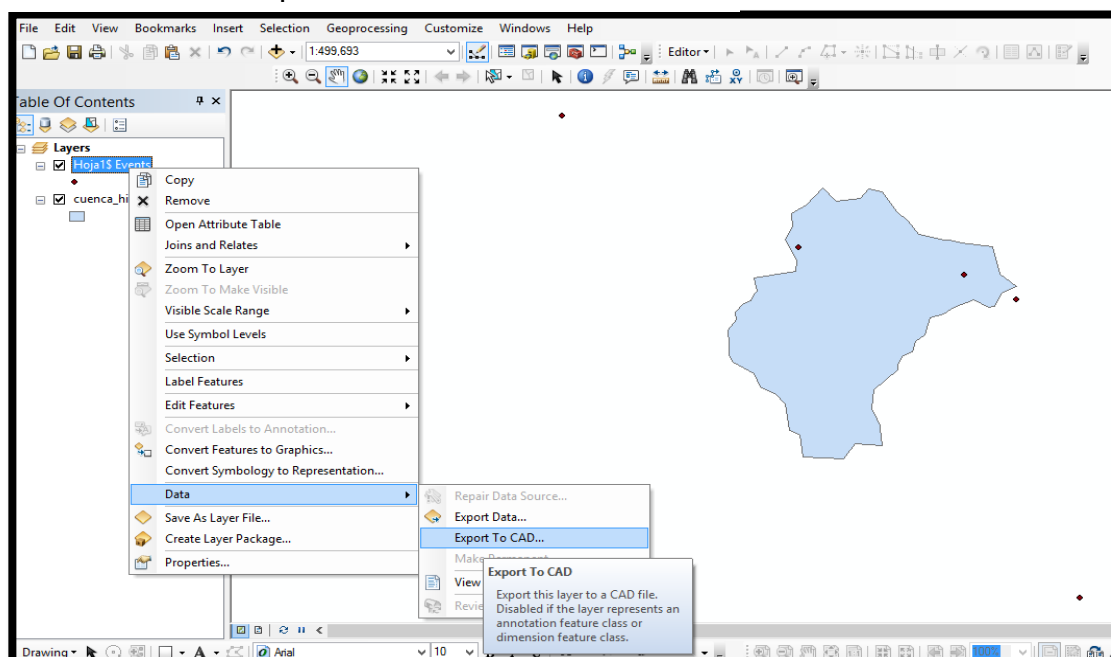 File Edit View Bookmarks Insert Selection Geoprocessing Customize Windows Help
1:499,693 Editor
Table Of Contents
Layers
Hoja1$ Events
cuenca_hi
Copy
Remove
Open Attribute Table
Joins and Relates
Zoom To Layer
Zoom To Make Visible
Visible Scale Range
Use Symbol Levels
Selection
Label Features
Edit Features
Convert Labels to Annotation...
Convert Features to Graphics...
Convert Symbology to Representation...
Data
Save As Layer File...
Create Layer Package...
Properties...
Repair Data Source...
Export Data...
Export To CAD...
Make Permanent
View
Revie
Export To CAD
Export this layer to a CAD file.
Disabled if the layer represents an
annotation feature class or
dimension feature class.
Drawing A Arial 10 100%